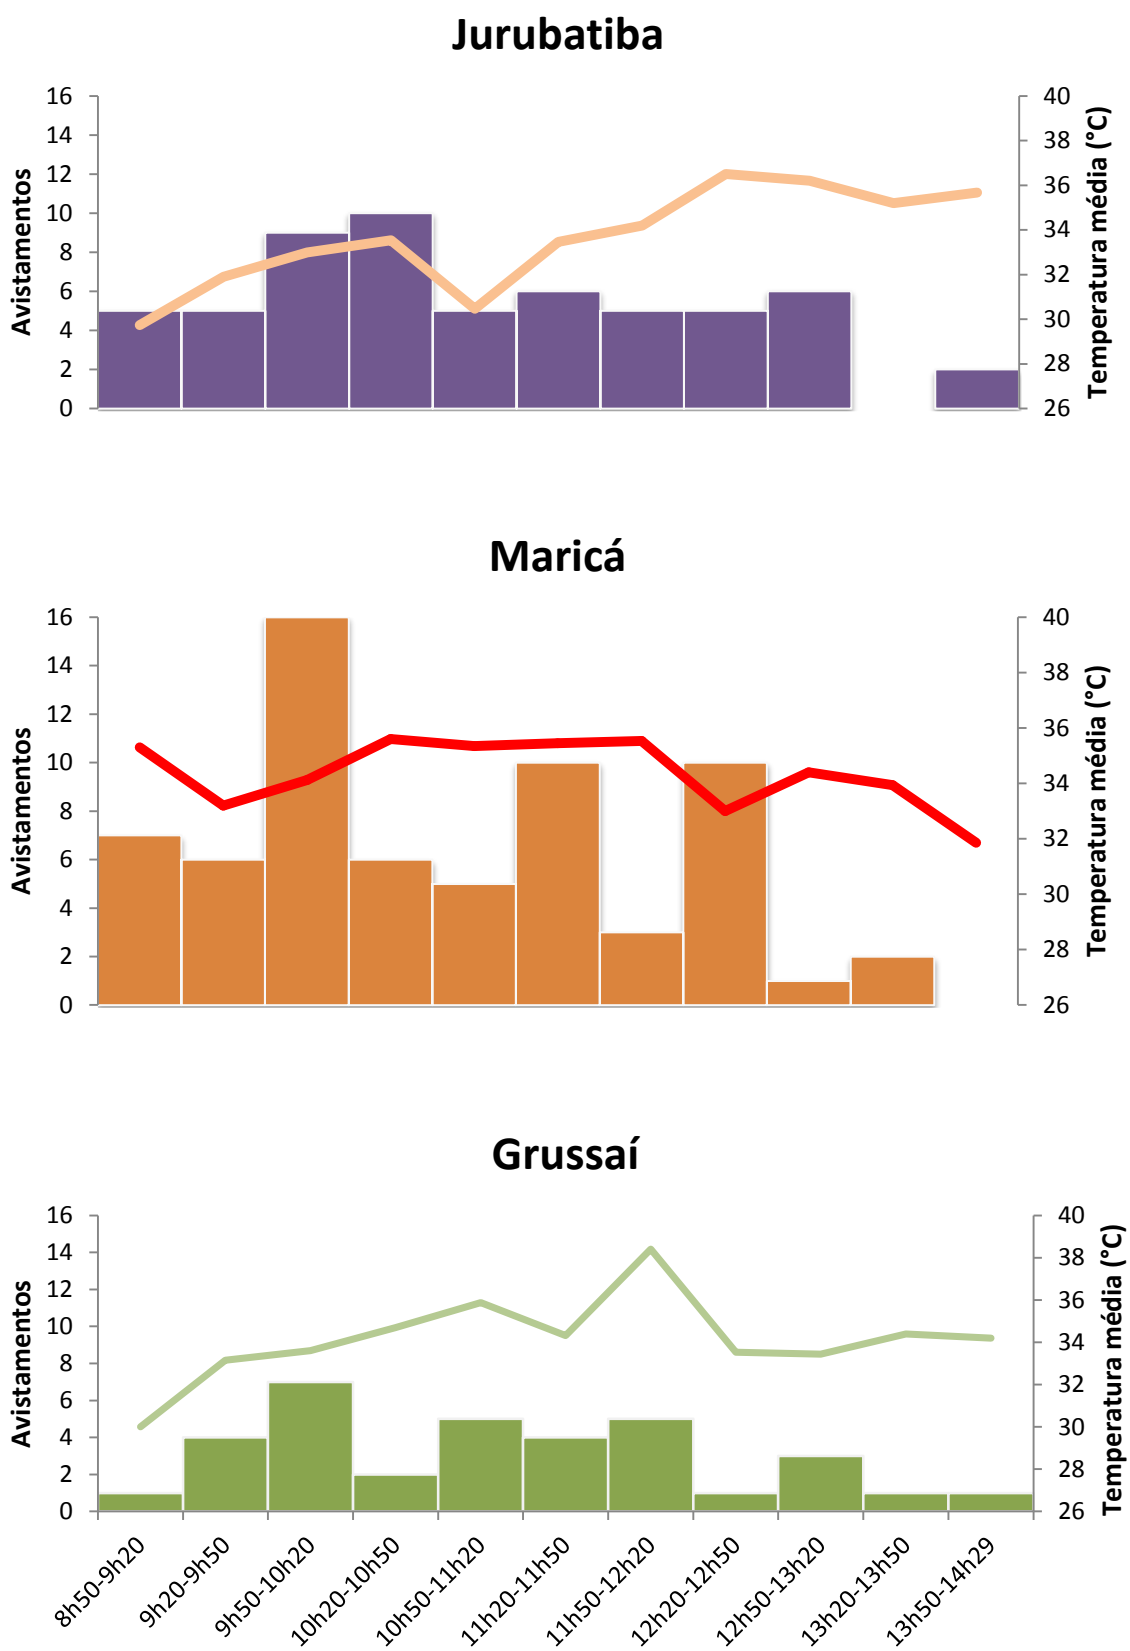 Jurubatiba
16
14
12
10
8
6
4
2
0
Avistamentos
40
38
36
34
32
30
28
26
Temperatura média (°C)
Maricá
16
14
12
10
8
6
4
2
0
Avistamentos
40
38
36
34
32
30
28
26
Temperatura média (°C)
Grussaí
16
14
12
10
8
6
4
2
0
Avistamentos
40
38
36
34
32
30
28
26
Temperatura média (°C)
8h50-9h20
9h20-9h50
9h50-10h20
10h20-10h50
10h50-11h20
11h20-11h50
11h50-12h20
12h20-12h50
12h50-13h20
13h20-13h50
13h50-14h29